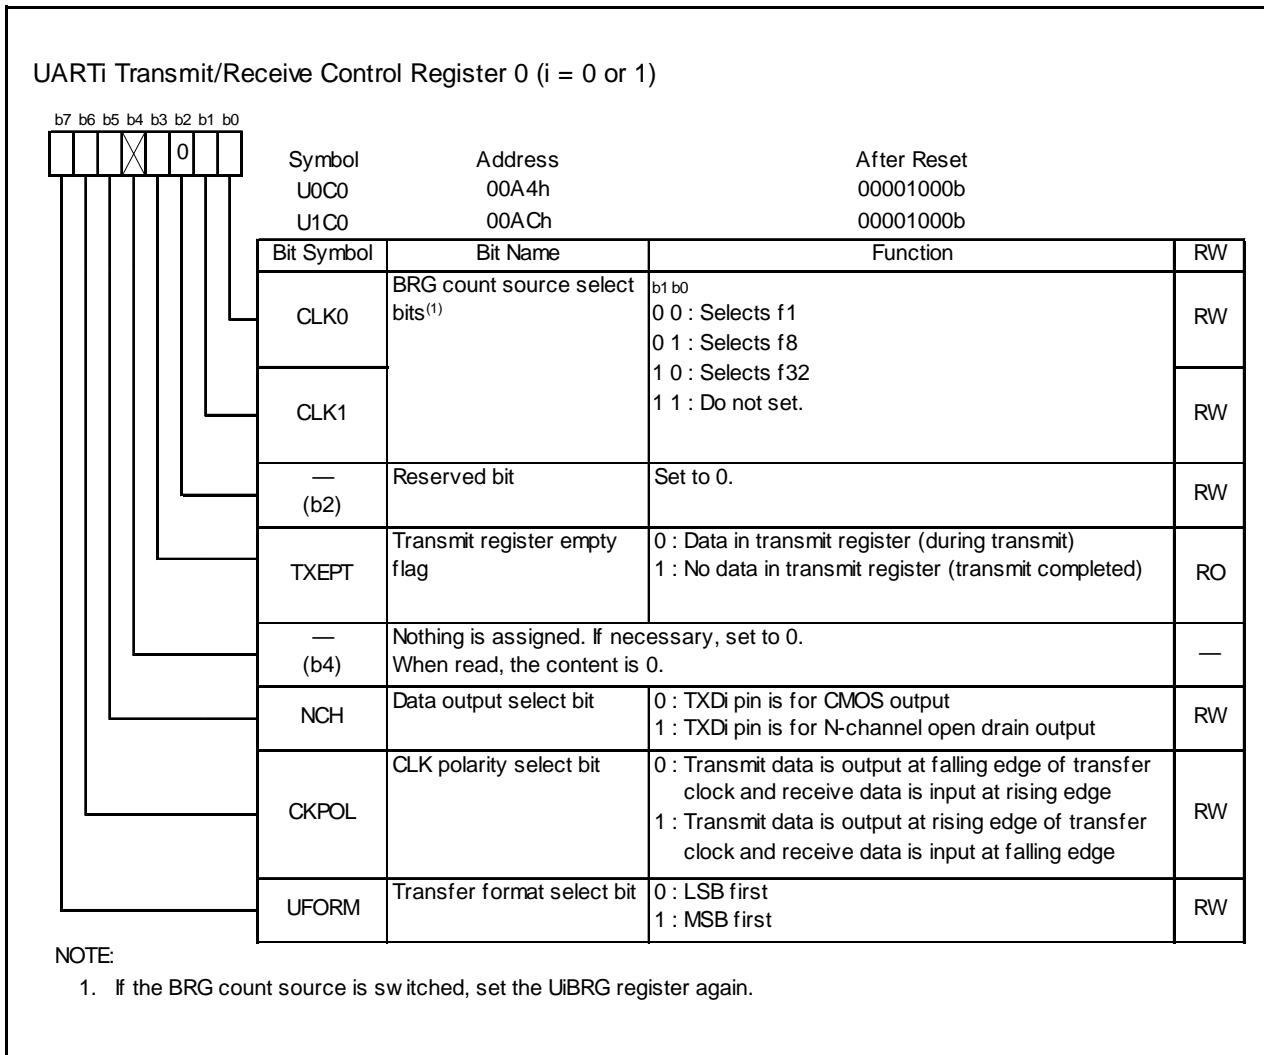 UARTi Transmit/Receive Control Register 0 (i = 0 or 1)
b7 b6 b5 b4 b3 b2 b1 b0
0
Symbol Address After Reset
U0C0 00A4h 00001000b
U1C0 00ACh 00001000b
Bit Symbol Bit Name Function RW
CLK0 BRG count source select bits(1) b1 b0 RW
0 0 : Selects f1
0 1 : Selects f8
1 0 : Selects f32
CLK1 1 1 : Do not set. RW
— Reserved bit Set to 0. RW
(b2)
TXEPT Transmit register empty flag 0 : Data in transmit register (during transmit) RO
1 : No data in transmit register (transmit completed)
— Nothing is assigned. If necessary, set to 0. —
(b4) When read, the content is 0.
NCH Data output select bit 0 : TXDi pin is for CMOS output RW
1 : TXDi pin is for N-channel open drain output
CKPOL CLK polarity select bit 0 : Transmit data is output at falling edge of transfer RW
clock and receive data is input at rising edge
1 : Transmit data is output at rising edge of transfer
clock and receive data is input at falling edge
UFORM Transfer format select bit 0 : LSB first RW
1 : MSB first
NOTE:
1. If the BRG count source is switched, set the UiBRG register again.